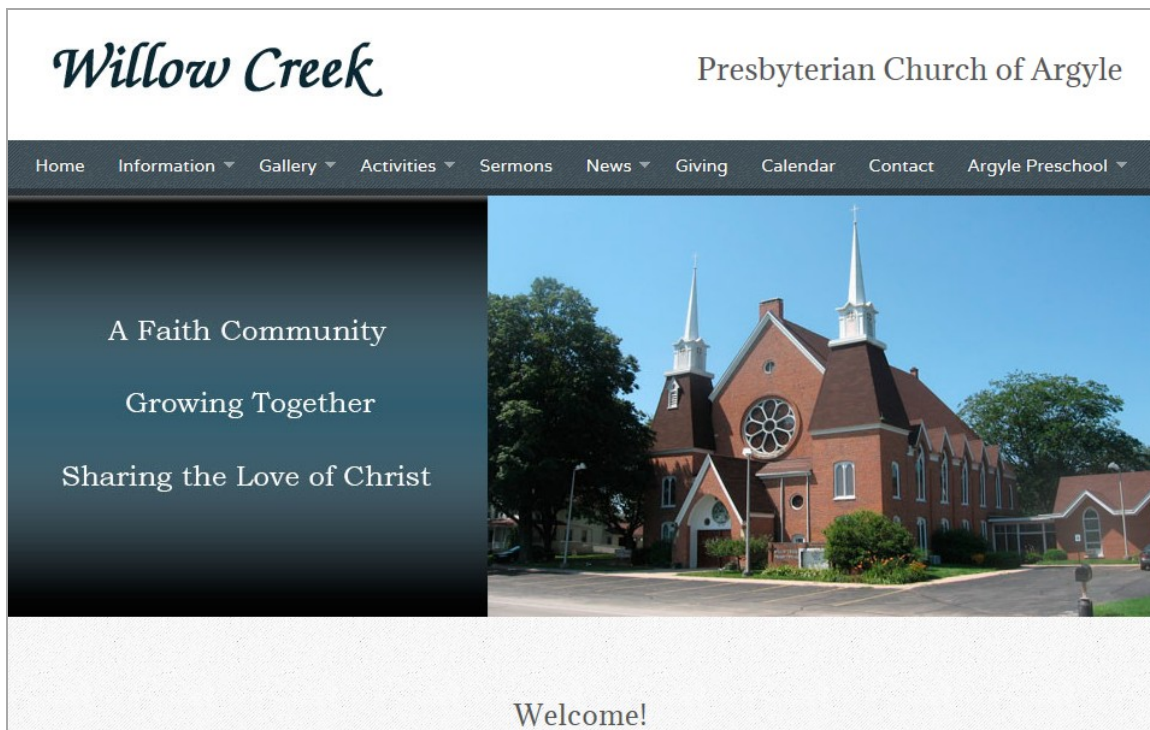 Willow Creek
Presbyterian Church of Argyle
Home Information Gallery Activities Sermons News Giving Calendar Contact Argyle Preschool
A Faith Community
Growing Together
Sharing the Love of Christ
Welcome!